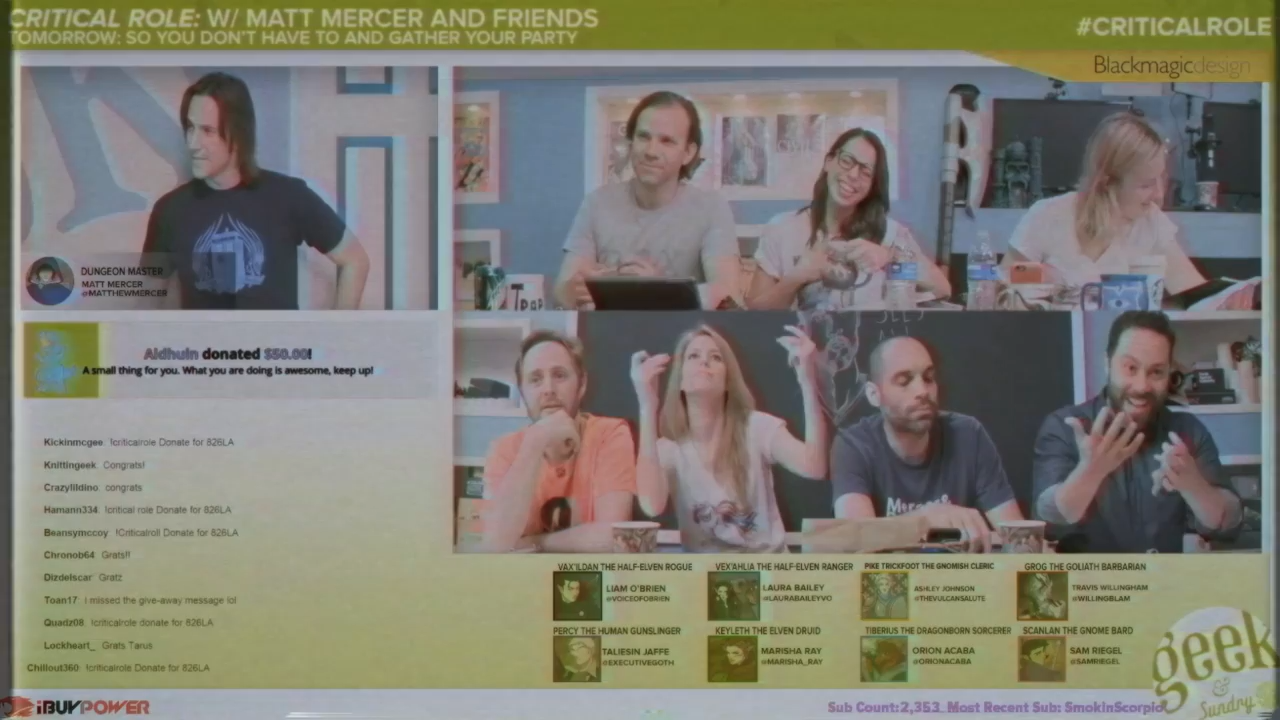 CRITICAL ROLE: W/ MATT MERCER AND FRIENDS
TOMORROW: SO YOU DON'T HAVE TO AND GATHER YOUR PARTY
#CRITICALROLE
Blackmagicdesign
CIVIL
TRAP
DUNGEON MASTER
MATT MERCER
@MATTHEWMERCER
SEES
ALL
Aldhuin donated $50.00!
A small thing for you. What you are doing is awesome, keep up!
Kickinmcgee: !criticalrole Donate for 826LA
Knittingeek: Congrats!
Crazylildino: congrats
Hamann334: !critical role Donate for 826LA
Beansymccoy: !Criticalroll Donate for 826LA
Chronob64: Grats!!
Dizdelscar: Gratz
Toan17: I missed the give-away message lol
Quadz08: !criticalrole donate for 826LA
Lockheart_: Grats Tarus
Chillout360: !criticalrole Donate for 826LA
VAX'ILDAN THE HALF-ELVEN ROGUE
LIAM O'BRIEN
@VOICEOFOBRIEN
VEX'AHLIA THE HALF-ELVEN RANGER
LAURA BAILEY
@LAURABAILEYVO
PIKE TRICKFOOT THE GNOMISH CLERIC
ASHLEY JOHNSON
@THEVULCANSALUTE
GROG THE GOLIATH BARBARIAN
TRAVIS WILLINGHAM
@WILLINGBLAM
PERCY THE HUMAN GUNSLINGER
TALIESIN JAFFE
@EXECUTIVEGOTH
KEYLETH THE ELVEN DRUID
MARISHA RAY
@MARISHA_RAY
TIBERIUS THE DRAGONBORN SORCERER
ORION ACABA
@ORIONACABA
SCANLAN THE GNOME BARD
SAM RIEGEL
@SAMRIEGEL
geek
&
Sundry
iBUYPOWER
Sub Count: 2,353 Most Recent Sub: SmokinScorpio